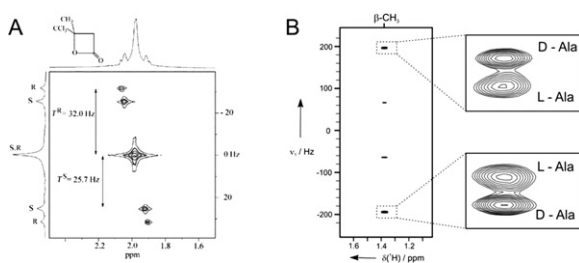 A
CH₃
CCl₃
O
O
R
S
S.R
S
R
Tᴿ= 32.0 Hz
Tˢ= 25.7 Hz
20
0 Hz
20
2.2 2.0 1.8 1.6
B
β-CH₃
200
100
0
-100
-200
ν₁ / Hz
1.6 1.4 1.2
δ(¹H) / ppm
D - Ala
L - Ala
L - Ala
D - Ala